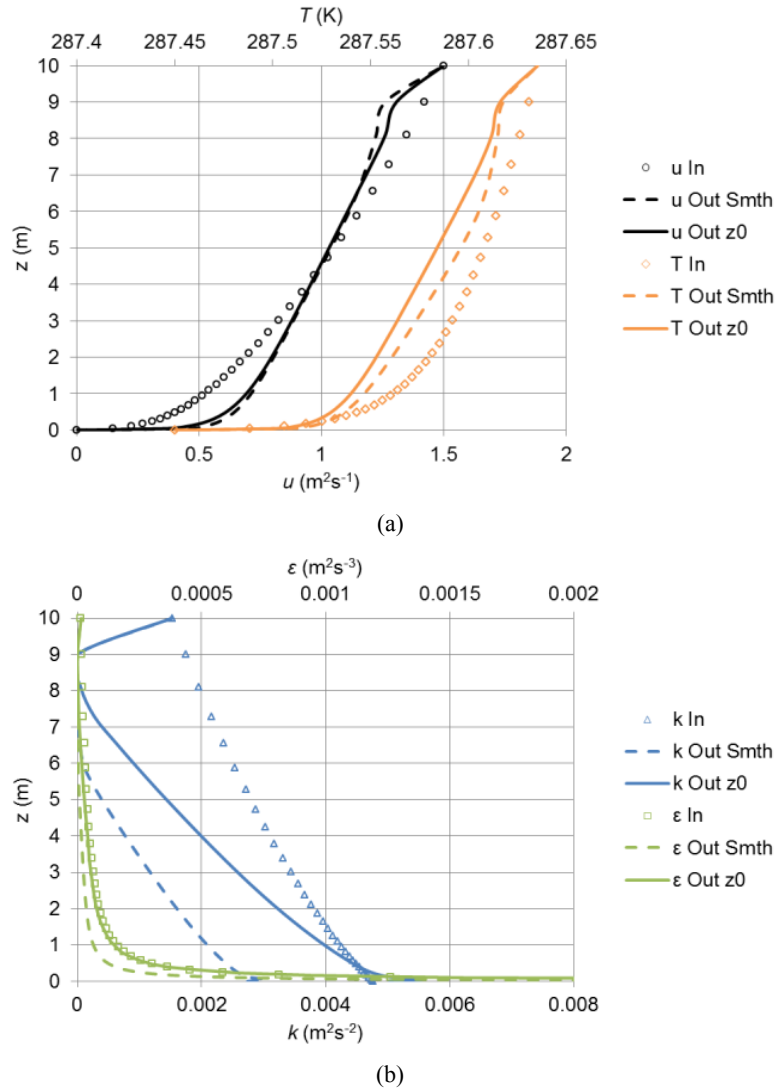 T (K)
287.4 287.45 287.5 287.55 287.6 287.65
10
9
8
7
6
5
4
3
2
1
0
z (m)
0 0.5 1 1.5 2
u (m²s⁻¹)
u In
u Out Smth
u Out z0
T In
T Out Smth
T Out z0
(a)
ε (m²s⁻³)
0 0.0005 0.001 0.0015 0.002
10
9
8
7
6
5
4
3
2
1
0
z (m)
0 0.002 0.004 0.006 0.008
k (m²s⁻²)
k In
k Out Smth
k Out z0
ε In
ε Out Smth
ε Out z0
(b)